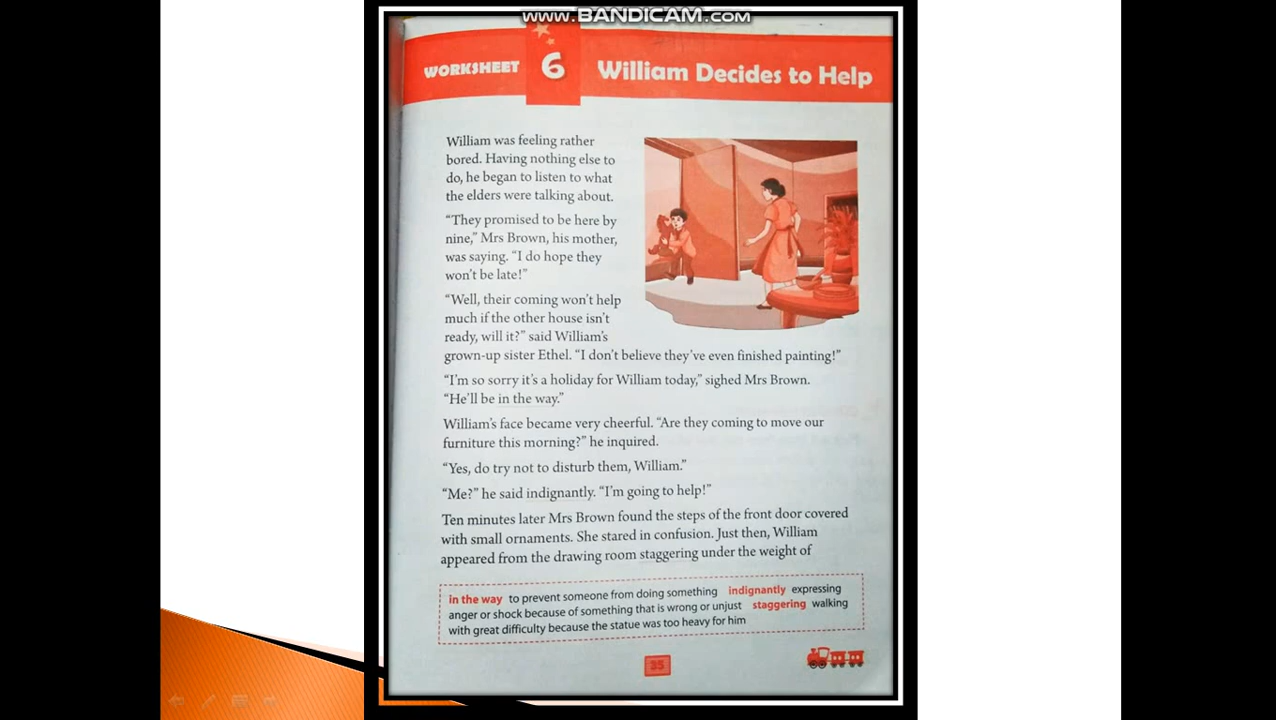 www.BANDICAM.com
WORKSHEET 6 William Decides to Help
William was feeling rather
bored. Having nothing else to
do, he began to listen to what
the elders were talking about.
“They promised to be here by
nine,” Mrs Brown, his mother,
was saying. “I do hope they
won’t be late!”
“Well, their coming won’t help
much if the other house isn’t
ready, will it?” said William’s
grown-up sister Ethel. “I don’t believe they’ve even finished painting!”
“I’m so sorry it’s a holiday for William today,” sighed Mrs Brown.
“He’ll be in the way.”
William’s face became very cheerful. “Are they coming to move our
furniture this morning?” he inquired.
“Yes, do try not to disturb them, William.”
“Me?” he said indignantly. “I’m going to help!”
Ten minutes later Mrs Brown found the steps of the front door covered
with small ornaments. She stared in confusion. Just then, William
appeared from the drawing room staggering under the weight of
in the way to prevent someone from doing something indignantly expressing
anger or shock because of something that is wrong or unjust staggering walking
with great difficulty because the statue was too heavy for him
35